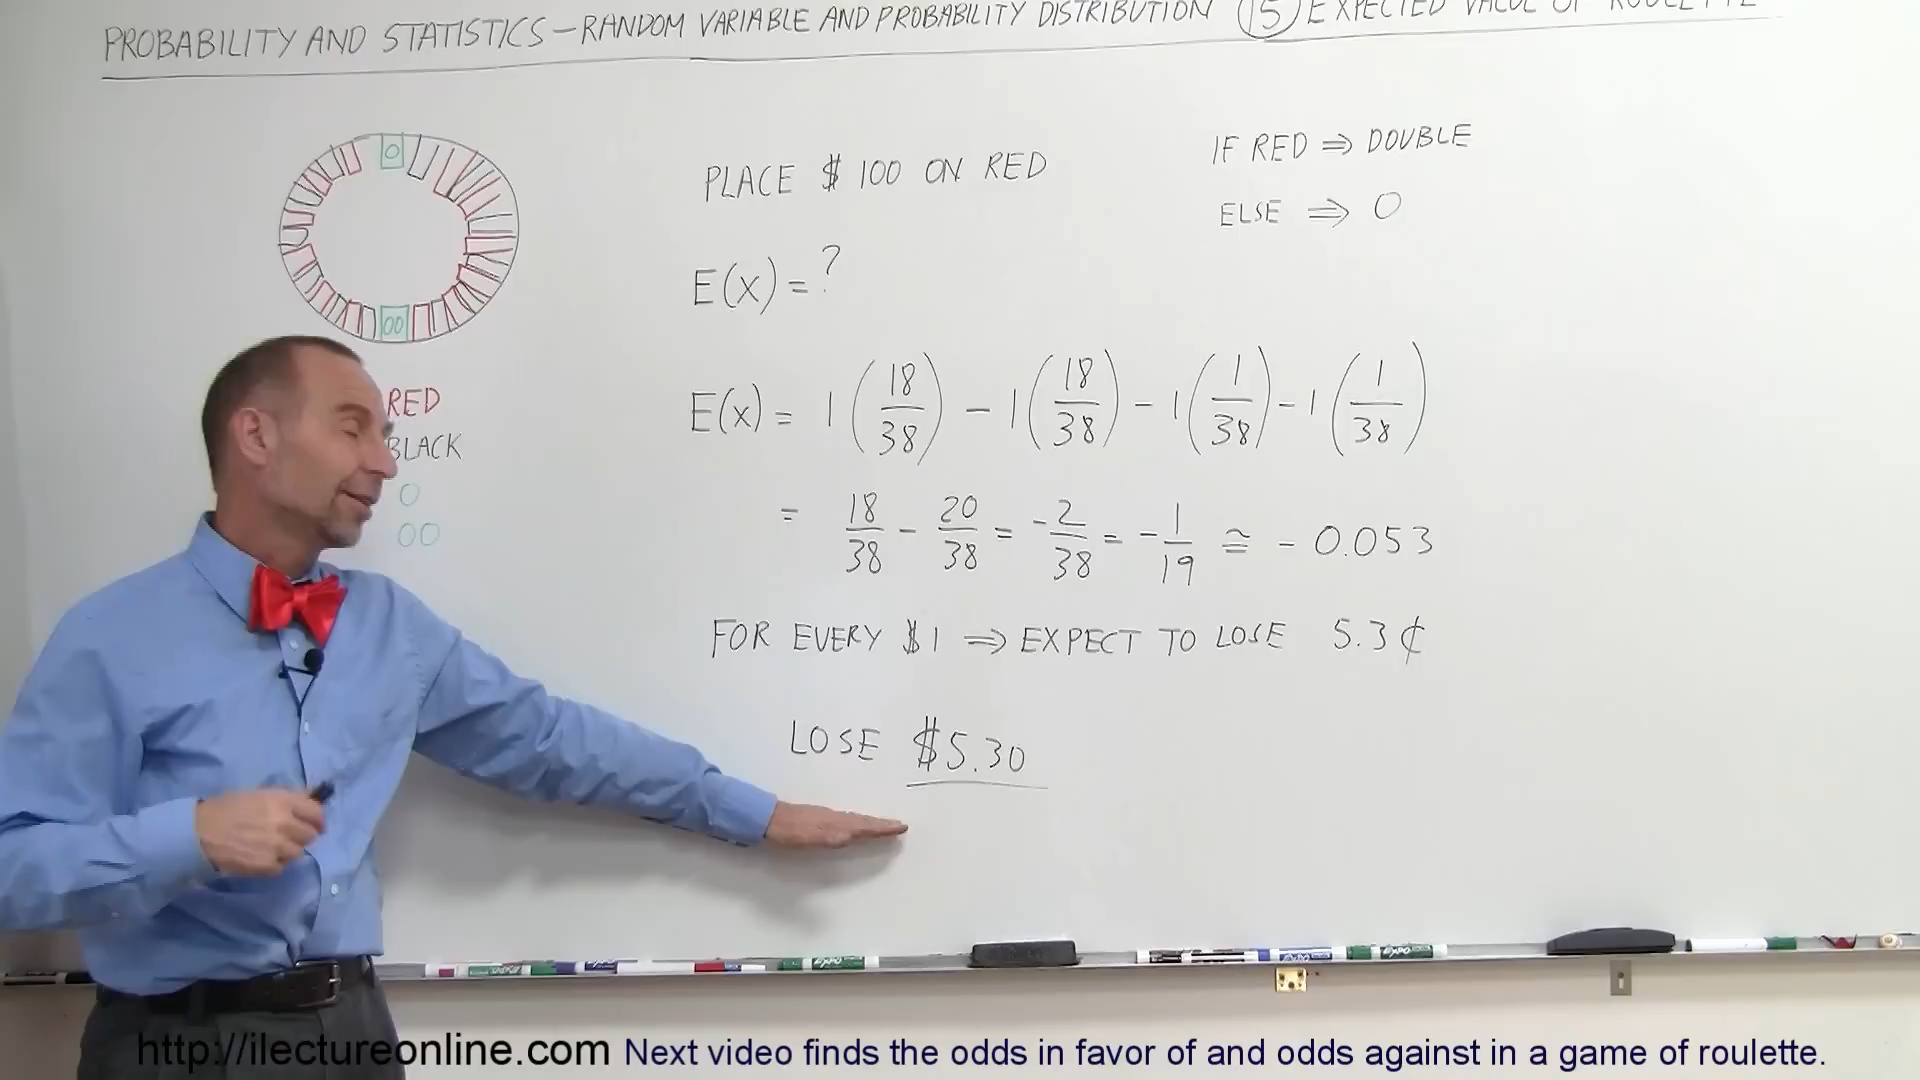 PROBABILITY AND STATISTICS – RANDOM VARIABLE AND PROBABILITY DISTRIBUTION (15) EXPECTED VALUE OF ROULETTE
0
00
RED
BLACK
0
00
PLACE $100 ON RED
IF RED ⇒ DOUBLE
ELSE ⇒ 0
E(x) = ?
E(x) = 1(18/38) − 1(18/38) − 1(1/38) − 1(1/38)
= 18/38 − 20/38 = −2/38 = −1/19 ≅ − 0.053
FOR EVERY $1 ⇒ EXPECT TO LOSE 5.3¢
LOSE $5.30
http://ilectureonline.com Next video finds the odds in favor of and odds against in a game of roulette.